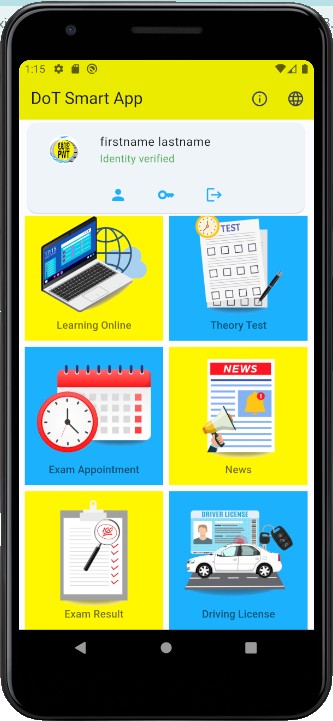 1:15
DoT Smart App
firstname lastname
Identity verified
Learning Online
TEST
Theory Test
Exam Appointment
NEWS
News
Exam Result
DRIVER LICENSE
Driving License